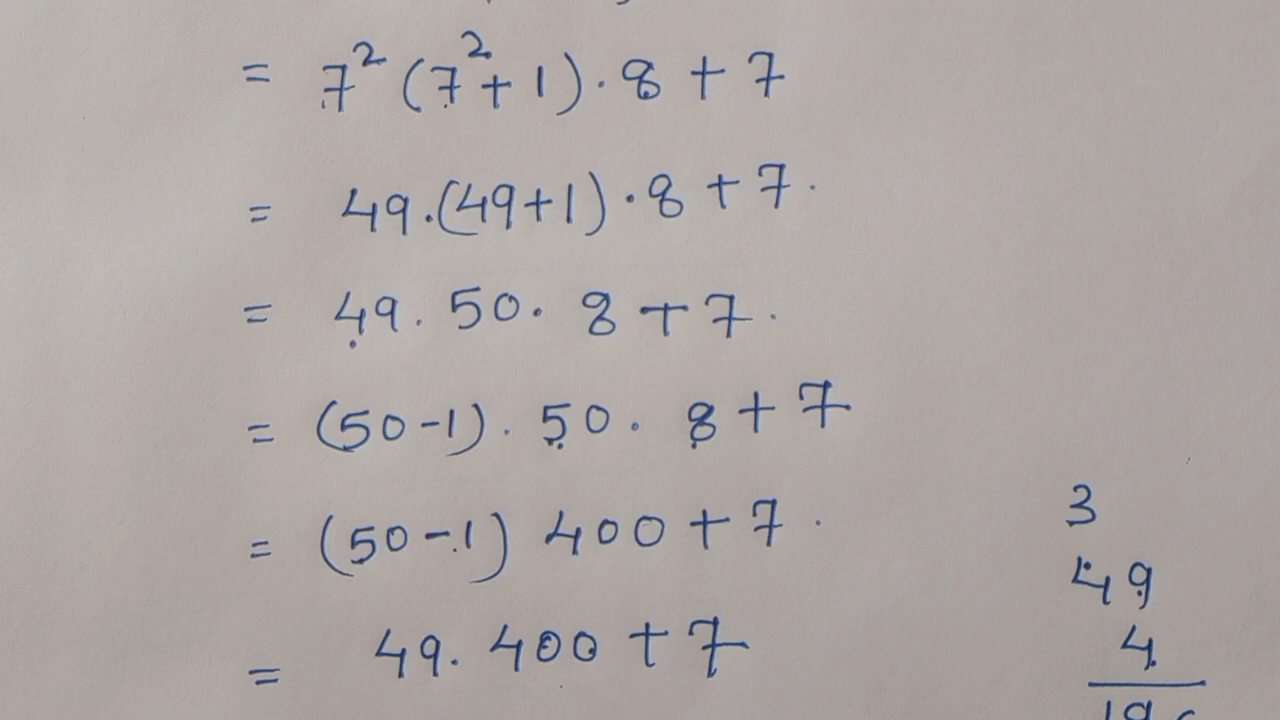 = 7² (7² + 1) · 8 + 7
= 49 · (49 + 1) · 8 + 7 .
= 49 . 50 . 8 + 7 .
= (50 - 1) . 50 . 8 + 7
= (50 - 1) 400 + 7 .
= 49 . 400 + 7
3
49
4
196